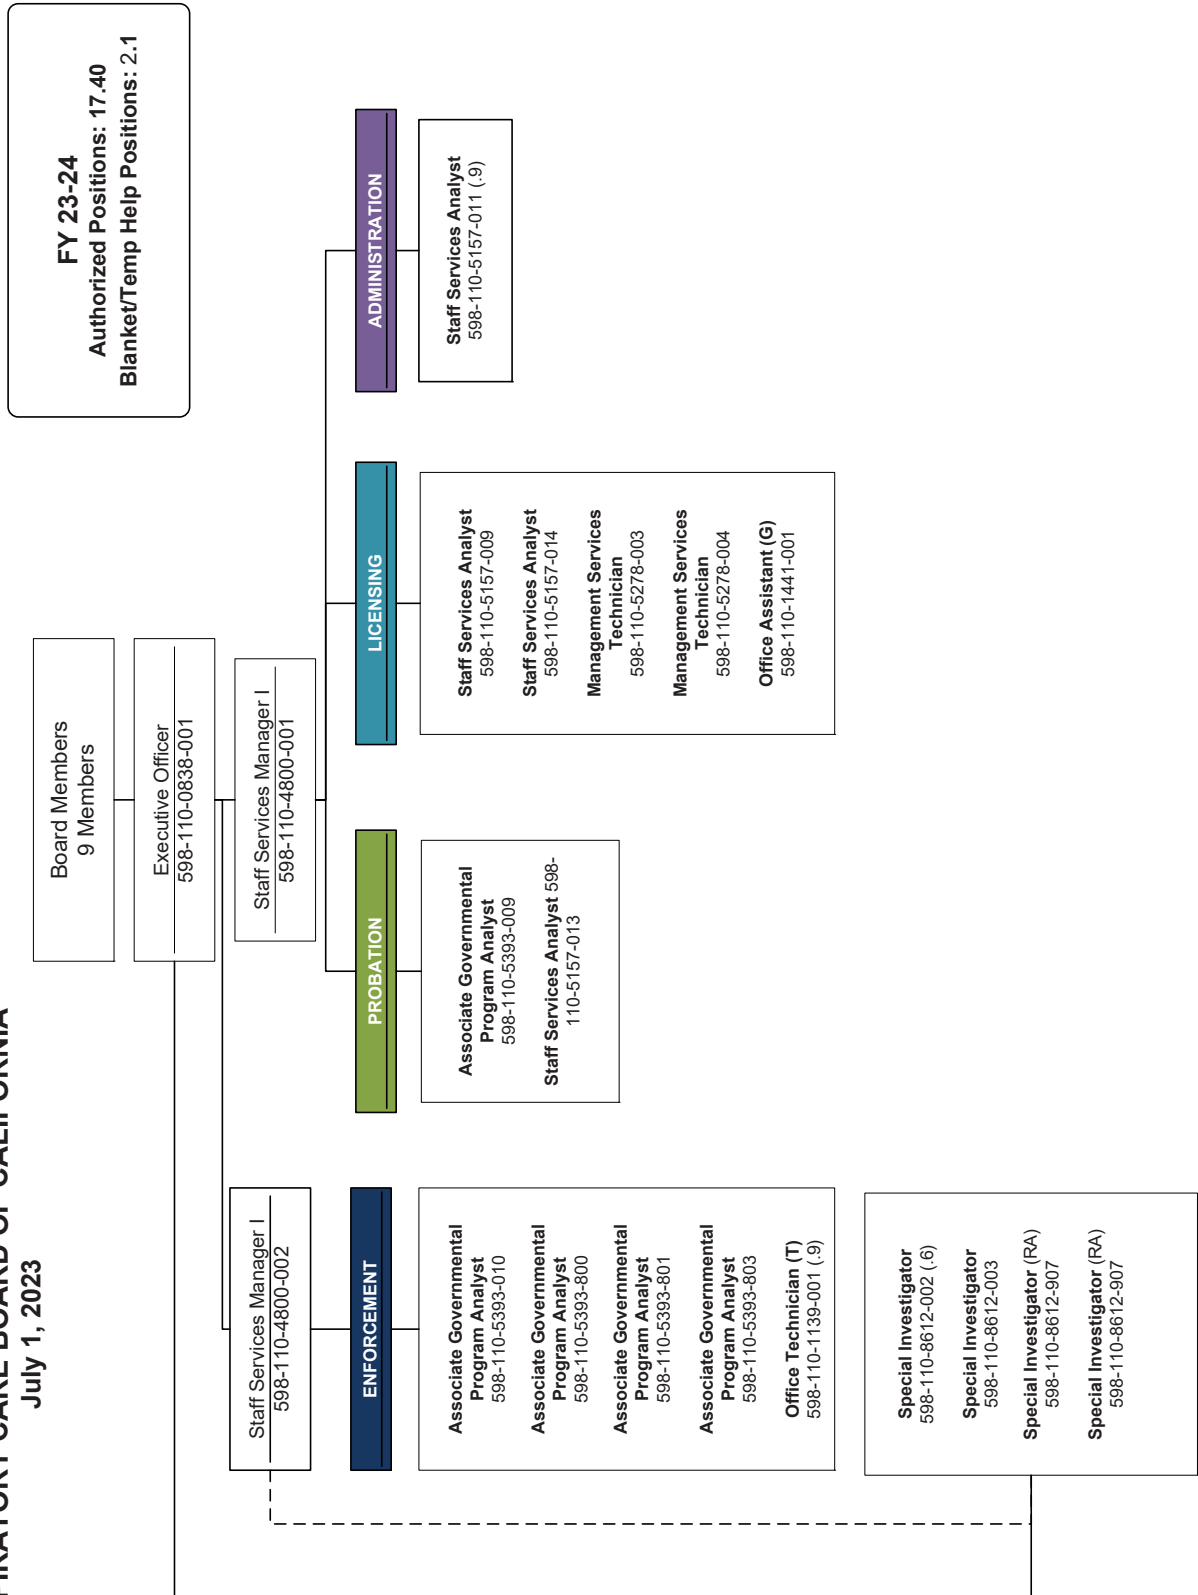 CARE BOARD OF CALIFORNIA
July 1, 2023
FY 23-24
Authorized Positions: 17.40
Blanket/Temp Help Positions: 2.1
Board Members
9 Members
Executive Officer
598-110-0838-001
Staff Services Manager I
598-110-4800-002
Staff Services Manager I
598-110-4800-001
ENFORCEMENT
PROBATION
LICENSING
ADMINISTRATION
Associate Governmental
Program Analyst
598-110-5393-010
Associate Governmental
Program Analyst
598-110-5393-800
Associate Governmental
Program Analyst
598-110-5393-801
Associate Governmental
Program Analyst
598-110-5393-803
Office Technician (T)
598-110-1139-001 (.9)
Associate Governmental
Program Analyst
598-110-5393-009
Staff Services Analyst 598-
110-5157-013
Staff Services Analyst
598-110-5157-009
Staff Services Analyst
598-110-5157-014
Management Services
Technician
598-110-5278-003
Management Services
Technician
598-110-5278-004
Office Assistant (G)
598-110-1441-001
Staff Services Analyst
598-110-5157-011 (.9)
Special Investigator
598-110-8612-002 (.6)
Special Investigator
598-110-8612-003
Special Investigator (RA)
598-110-8612-907
Special Investigator (RA)
598-110-8612-907